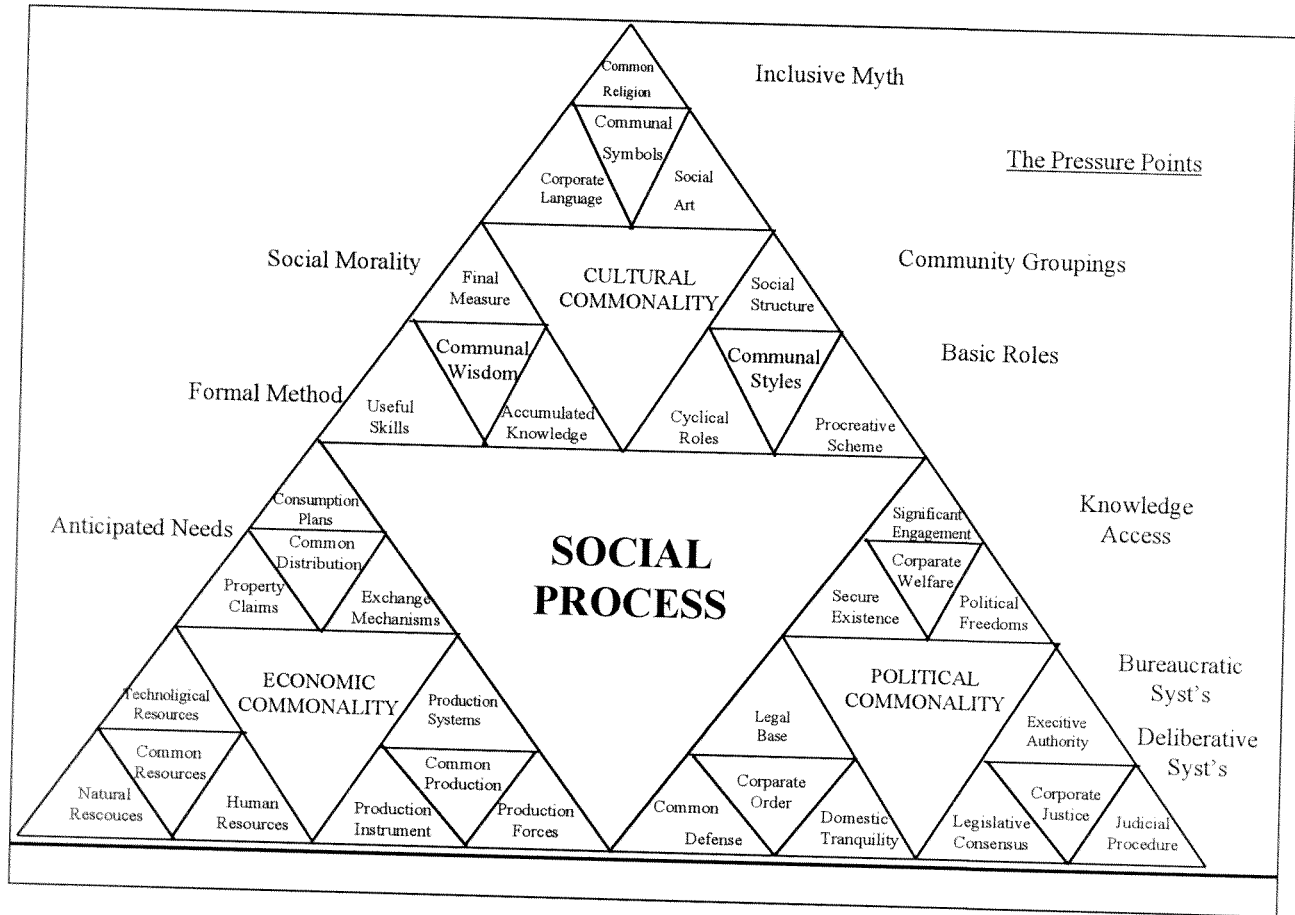 Common
Religion
Inclusive Myth
Communal
Symbols
The Pressure Points
Corporate
Language
Social
Art
Social Morality
Final
Measure
CULTURAL
COMMONALITY
Social
Structure
Community Groupings
Communal
Wisdom
Communal
Styles
Basic Roles
Formal Method
Useful
Skills
Accumulated
Knowledge
Cyclical
Roles
Procreative
Scheme
Consumption
Plans
Significant
Engagement
Knowledge
Access
Anticipated Needs
Common
Distribution
SOCIAL
PROCESS
Corporate
Welfare
Property
Claims
Exchange
Mechanisms
Secure
Existence
Political
Freedoms
Technoligical
Resources
ECONOMIC
COMMONALITY
Production
Systems
Legal
Base
POLITICAL
COMMONALITY
Execitive
Authority
Bureaucratic
Syst's
Deliberative
Syst's
Common
Resources
Common
Production
Corparate
Order
Corporate
Justice
Natural
Rescouces
Human
Resources
Production
Instrument
Production
Forces
Common
Defense
Domestic
Tranquility
Legislative
Consensus
Judicial
Procedure